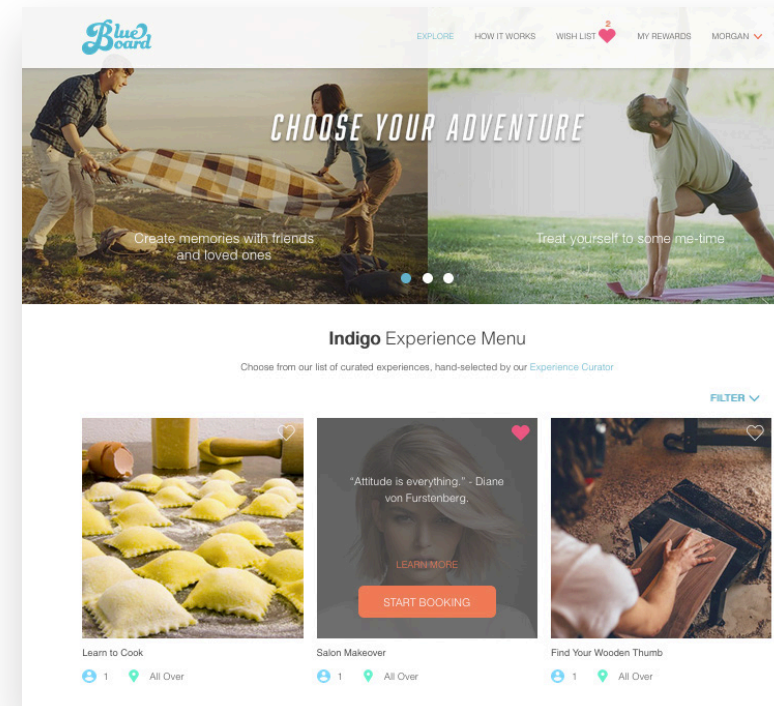 Blue Board
EXPLORE HOW IT WORKS WISH LIST 2 MY REWARDS MORGAN
CHOOSE YOUR ADVENTURE
Create memories with friends
and loved ones
Treat yourself to some me-time
Indigo Experience Menu
Choose from our list of curated experiences, hand-selected by our Experience Curator
FILTER
“Attitude is everything.” - Diane
von Furstenberg.
LEARN MORE
START BOOKING
Learn to Cook
1 All Over
Salon Makeover
1 All Over
Find Your Wooden Thumb
1 All Over